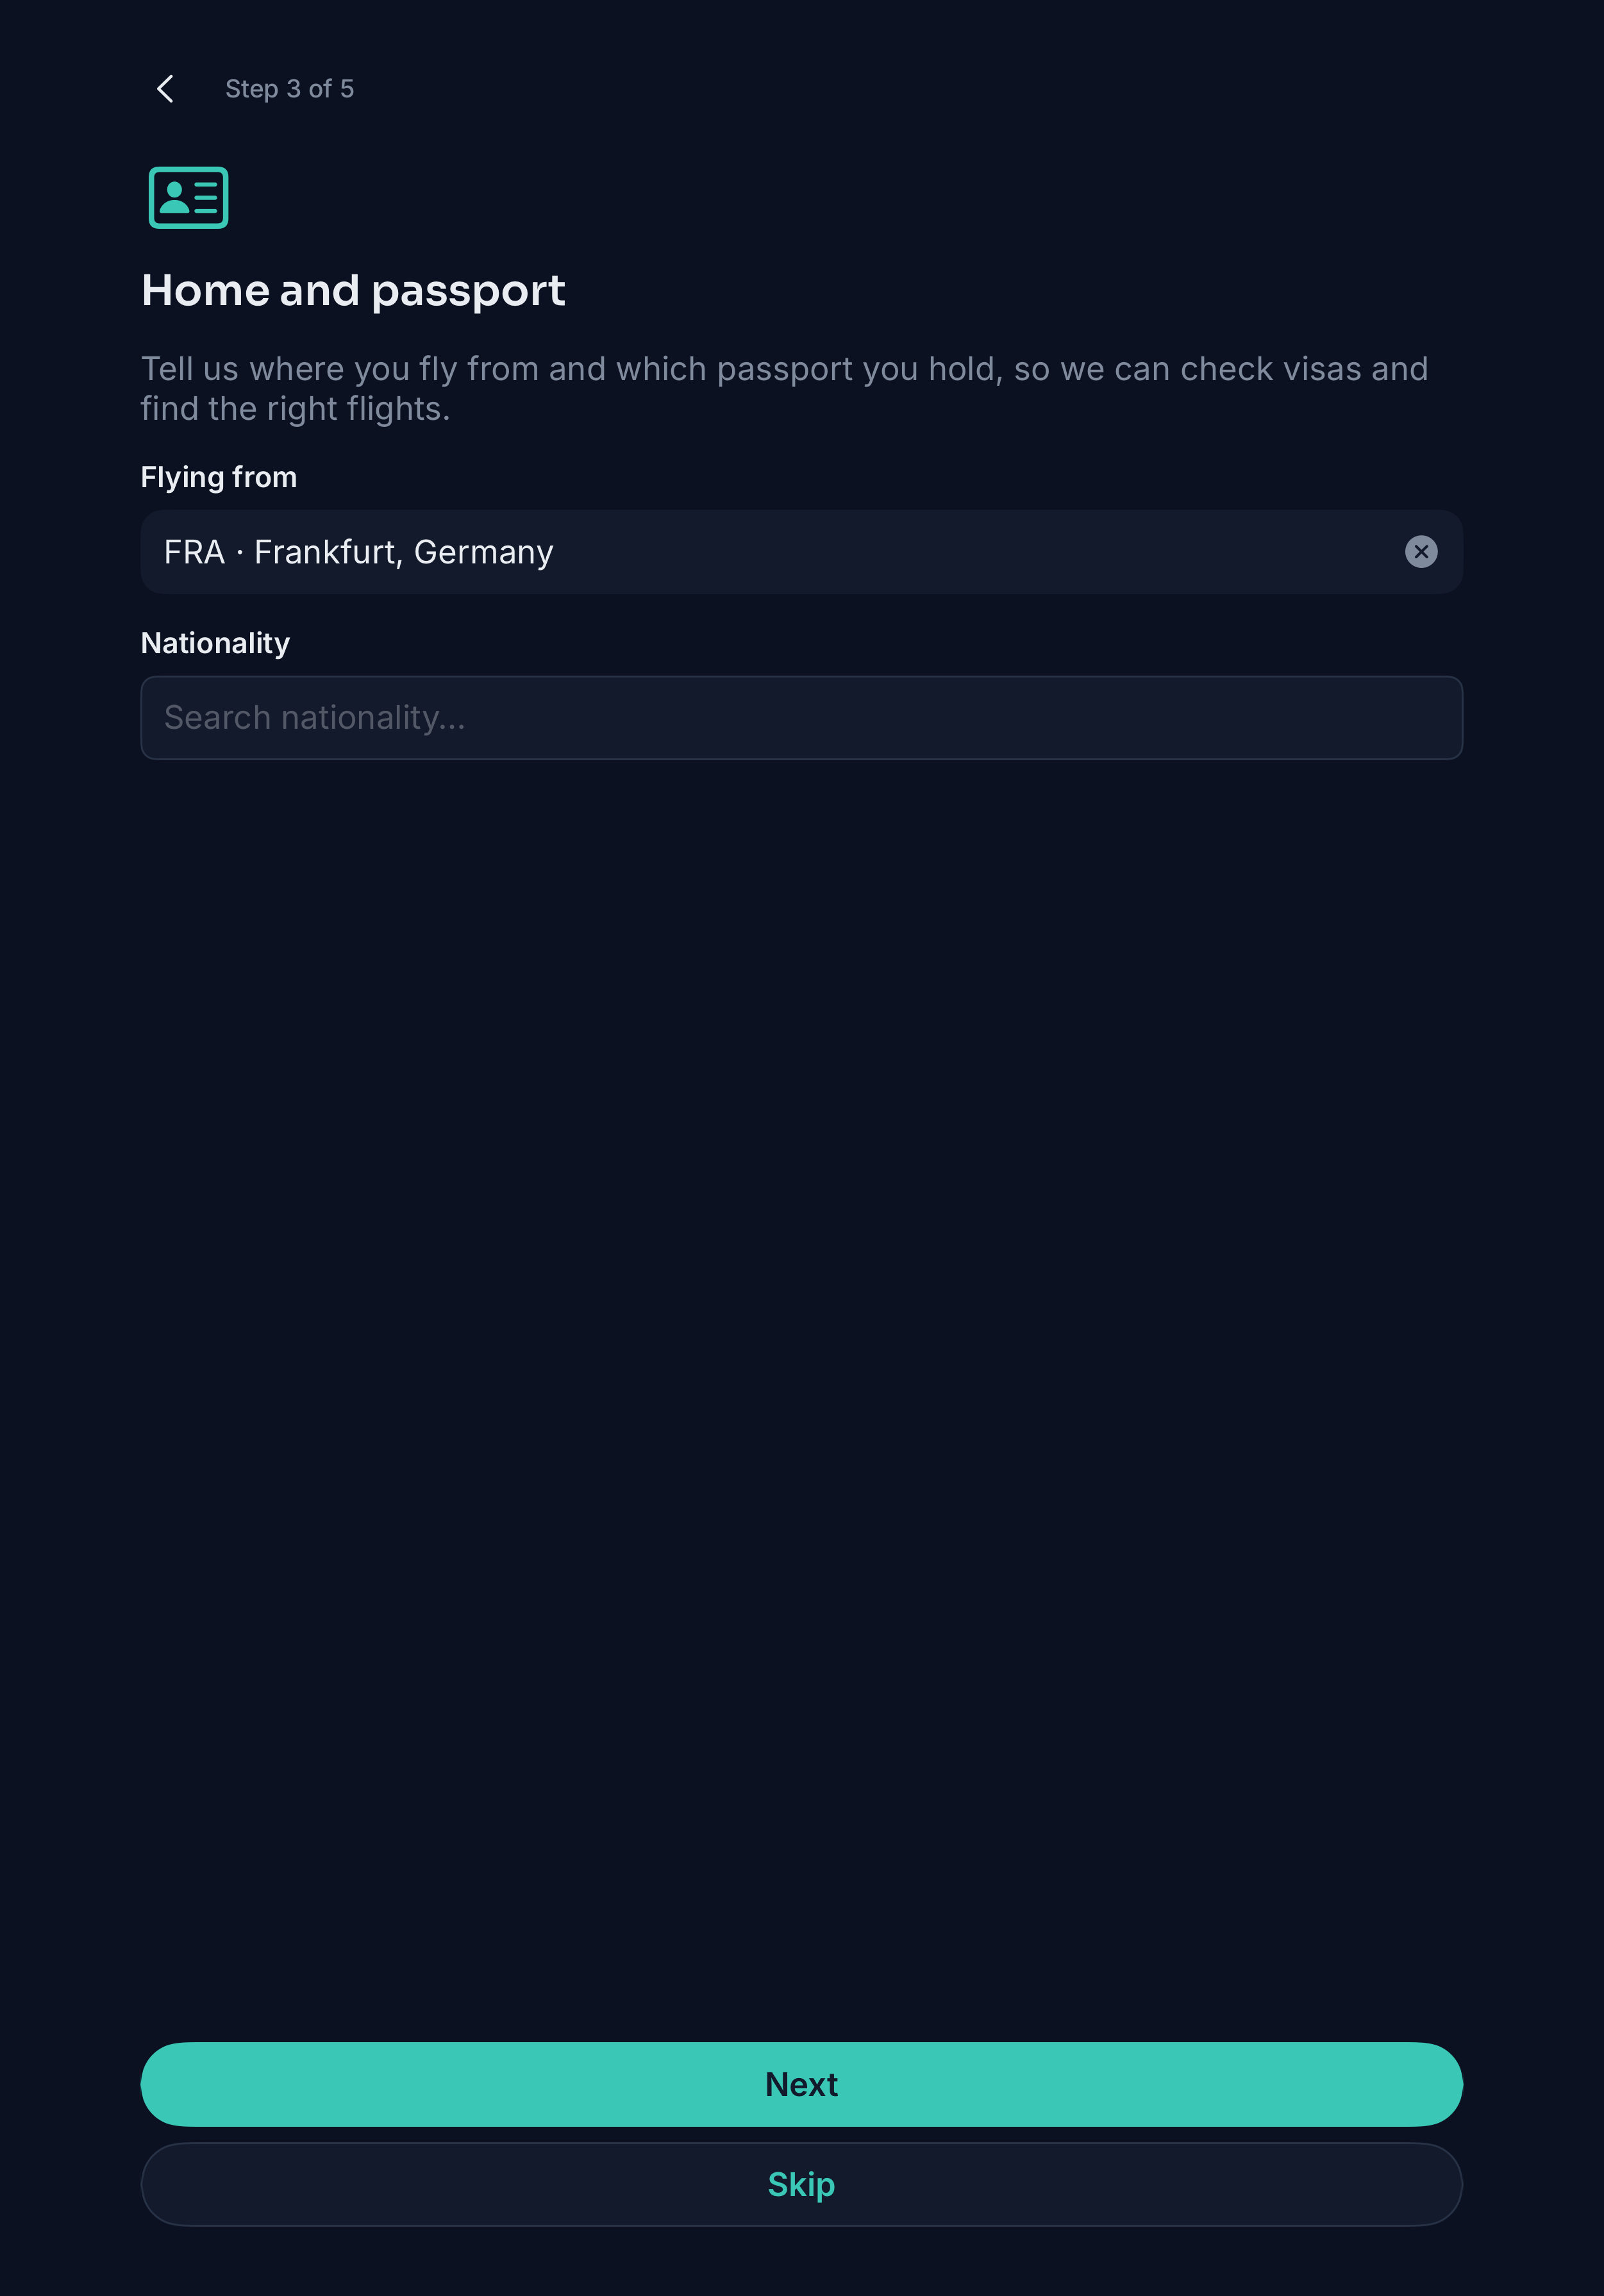 Step 3 of 5
Home and passport
Tell us where you fly from and which passport you hold, so we can check visas and
find the right flights.
Flying from
FRA · Frankfurt, Germany
Nationality
Search nationality...
Next
Skip